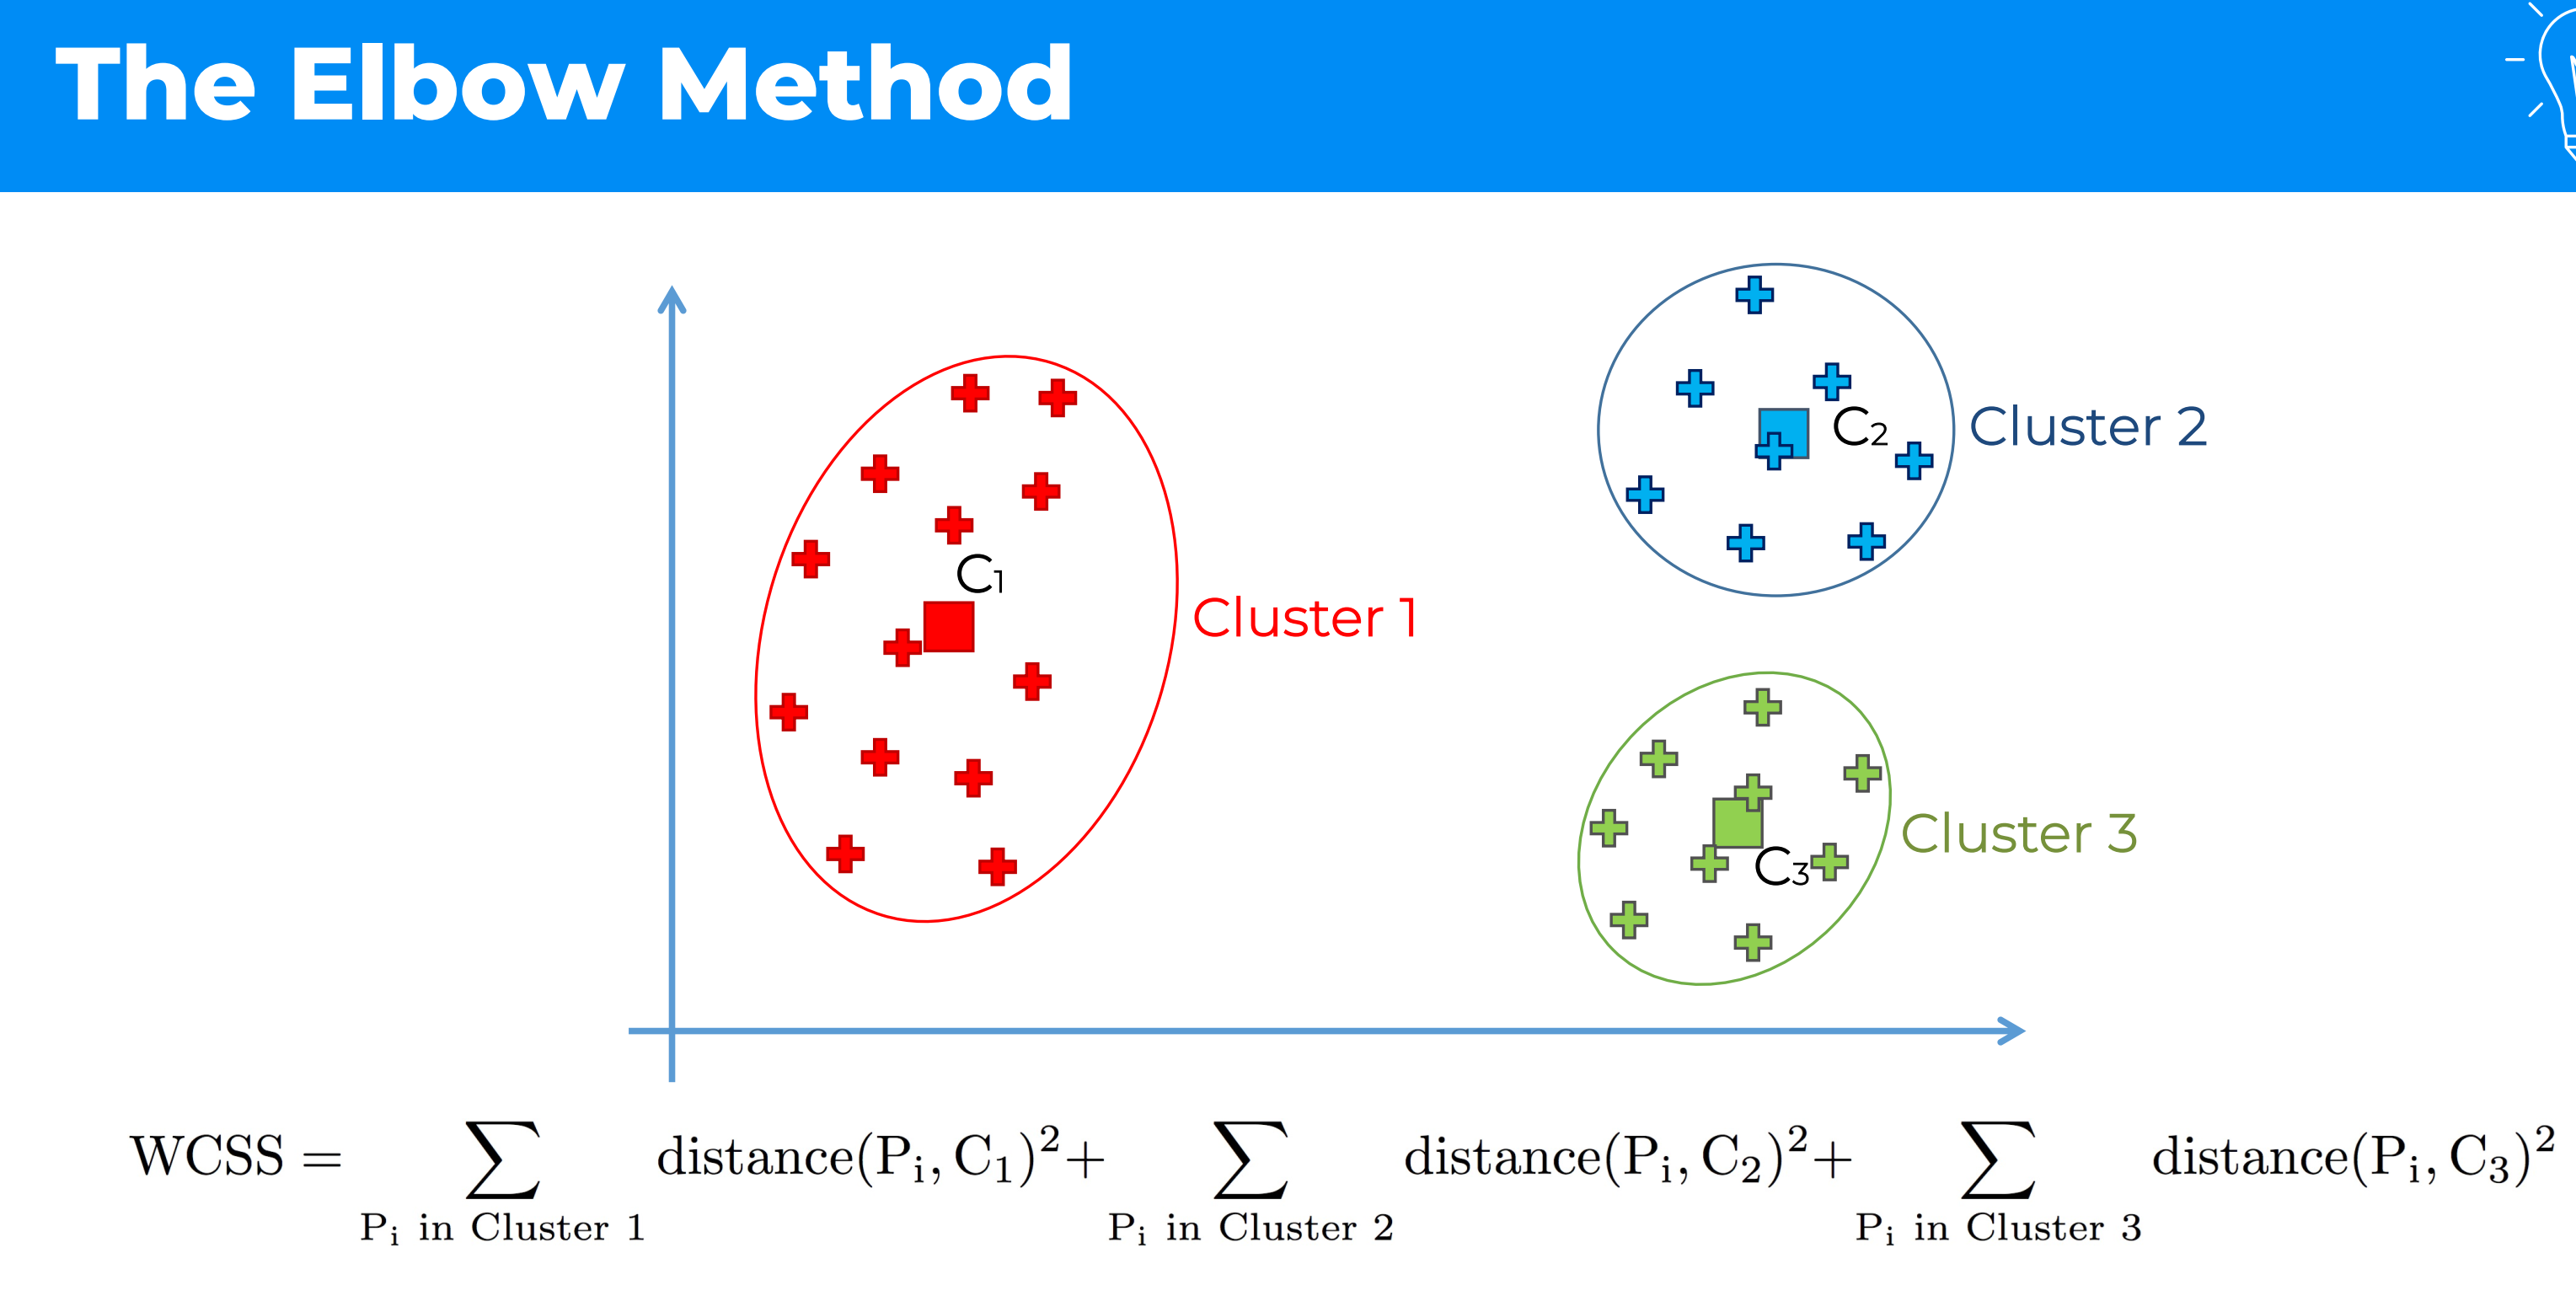 The Elbow Method
C₂
Cluster 2
C₁
Cluster 1
Cluster 3
C₃
WCSS = ∑ distance(Pᵢ, C₁)² + ∑ distance(Pᵢ, C₂)² + ∑ distance(Pᵢ, C₃)²
Pᵢ in Cluster 1 Pᵢ in Cluster 2 Pᵢ in Cluster 3